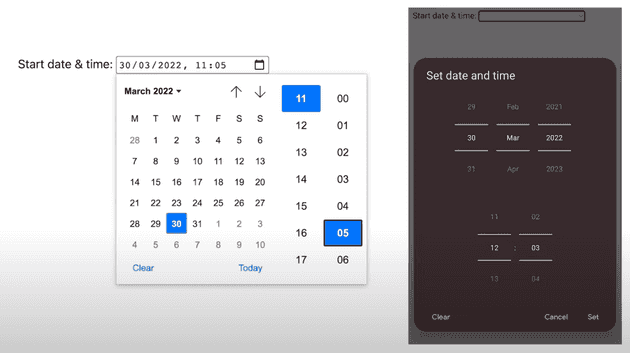 Start date & time: 30/03/2022, 11:05
March 2022
M T W T F S S
28 1 2 3 4 5 6
7 8 9 10 11 12 13
14 15 16 17 18 19 20
21 22 23 24 25 26 27
28 29 30 31 1 2 3
4 5 6 7 8 9 10
Clear Today
11 00
12 01
13 02
14 03
15 04
16 05
17 06
Start date & time:
Set date and time
29 Feb 2021
30 Mar 2022
31 Apr 2023
11 02
12 : 03
13 04
Clear Cancel Set